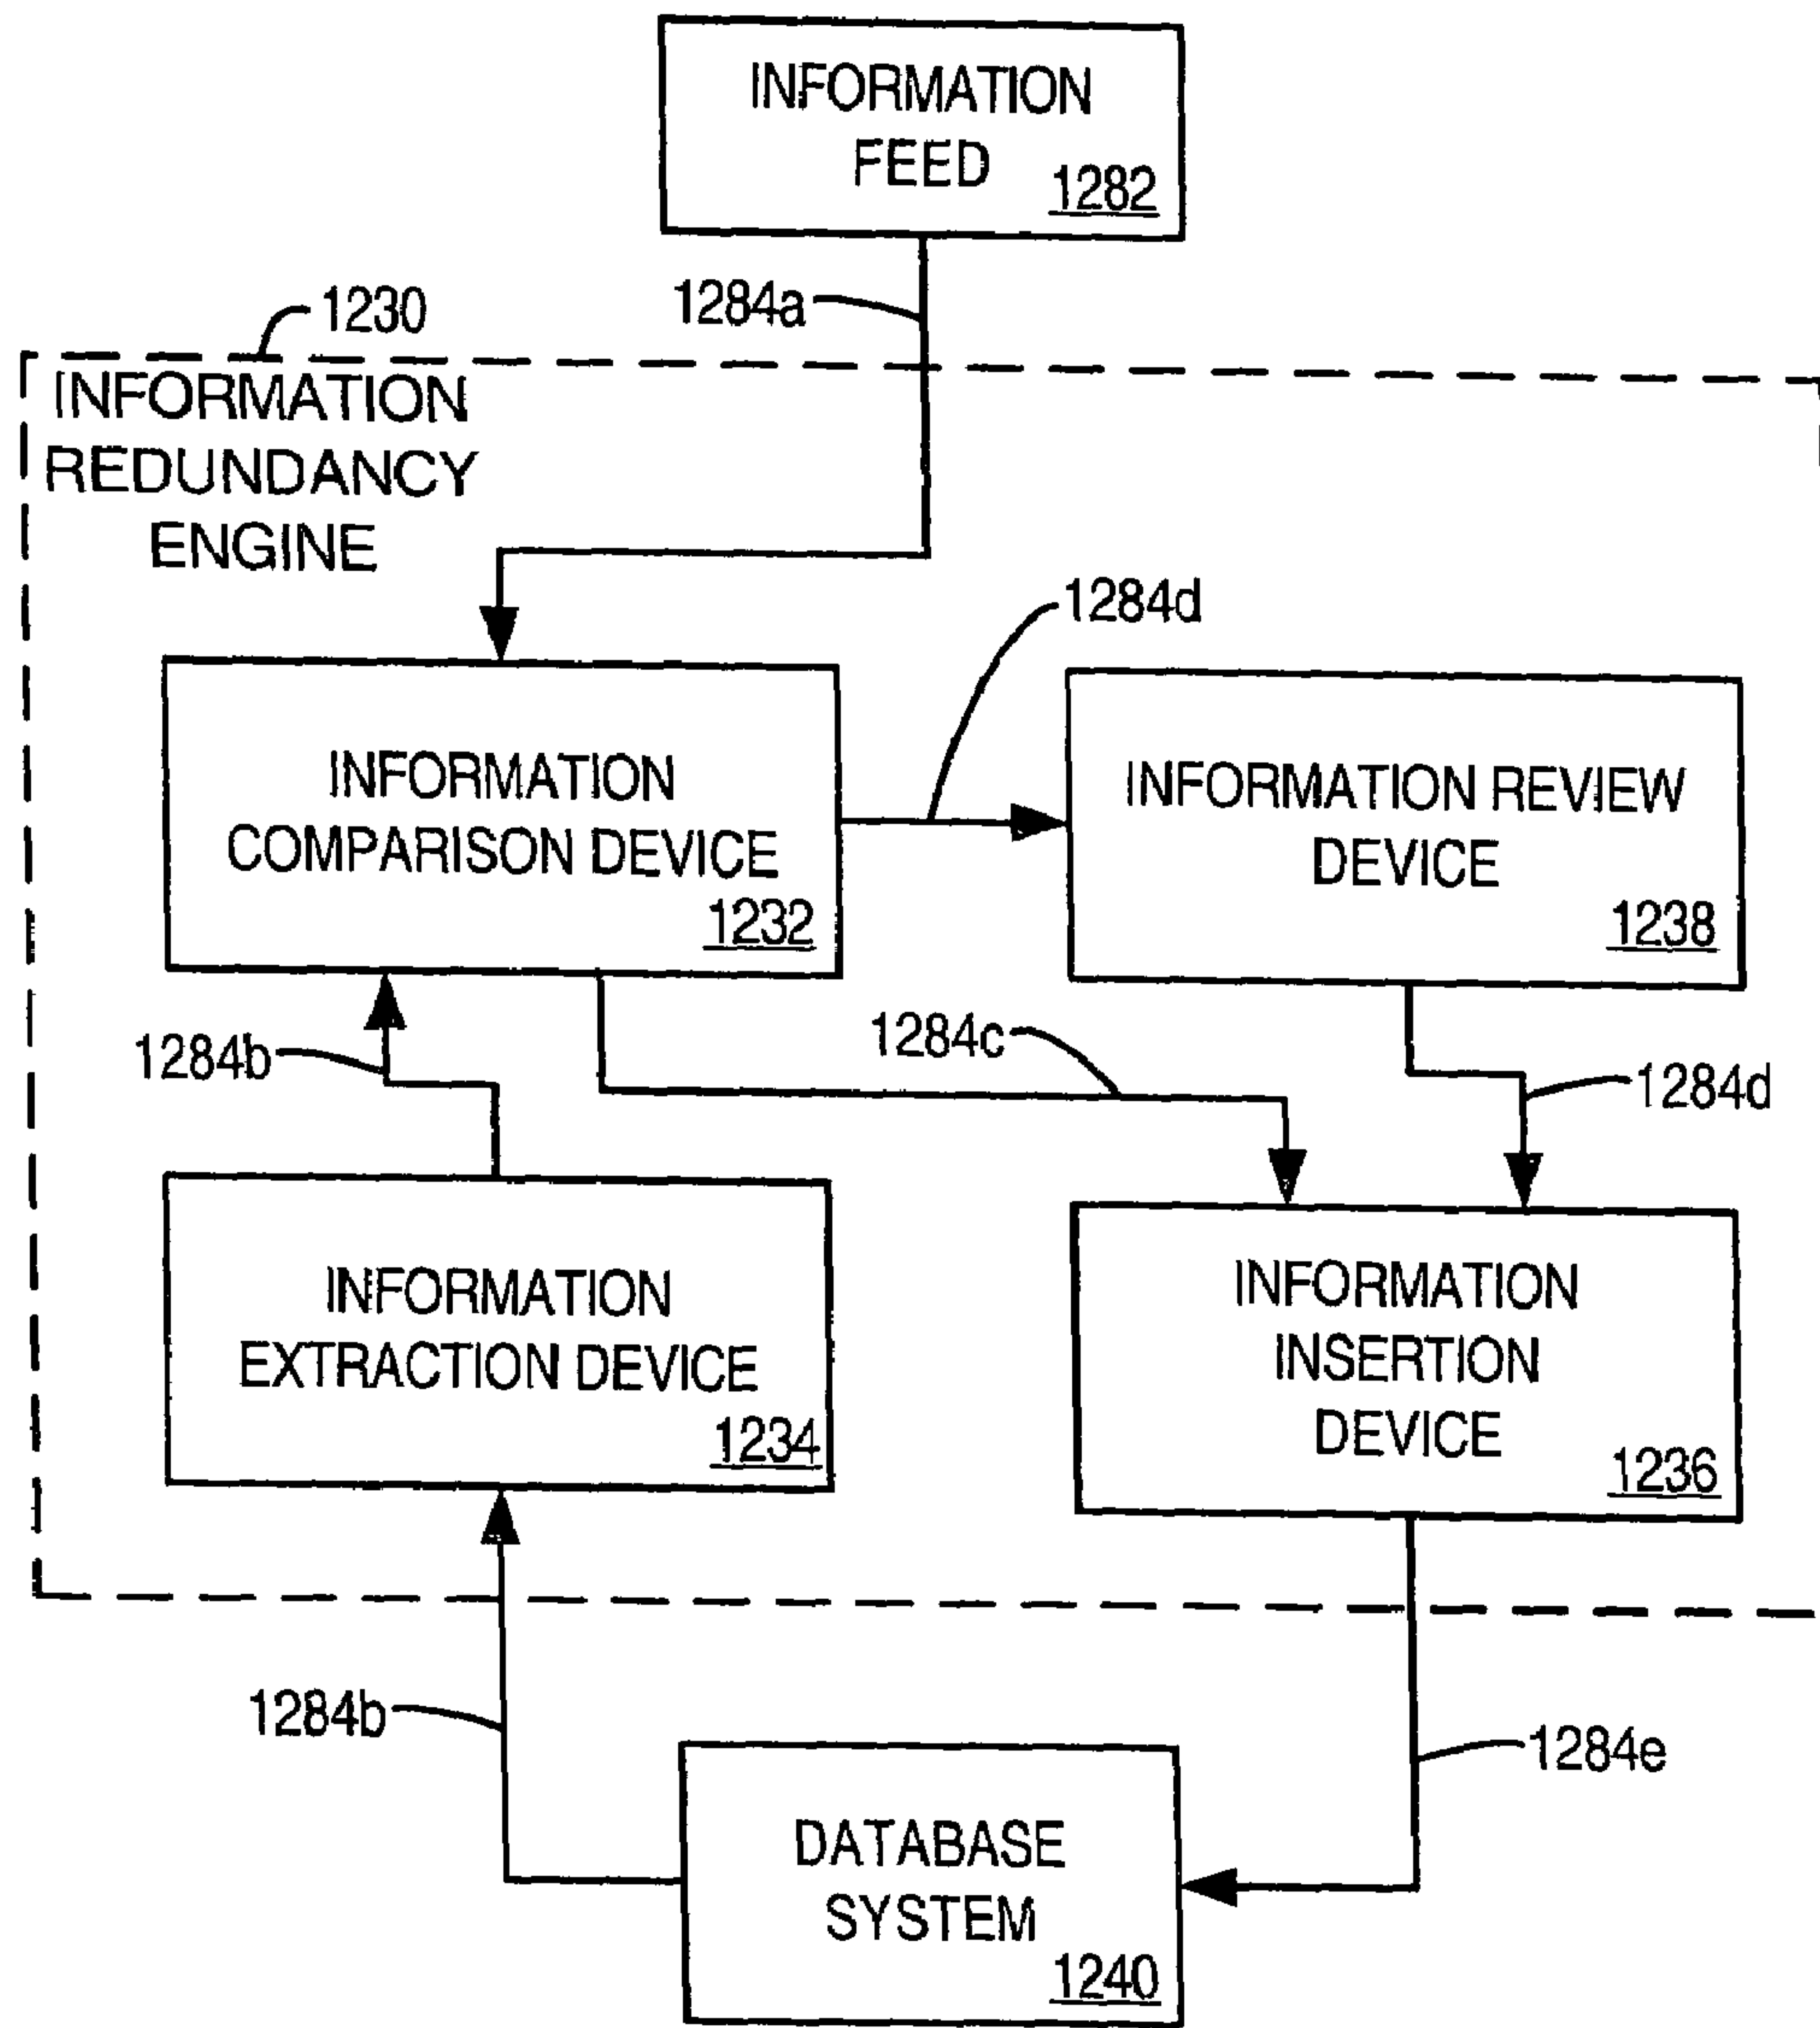 INFORMATION
FEED
1282
1284a
1230
INFORMATION
REDUNDANCY
ENGINE
1284d
INFORMATION
COMPARISON DEVICE
1232
INFORMATION REVIEW
DEVICE
1238
1284b
1284c
1284d
INFORMATION
EXTRACTION DEVICE
1234
INFORMATION
INSERTION
DEVICE
1236
1284b
1284e
DATABASE
SYSTEM
1240